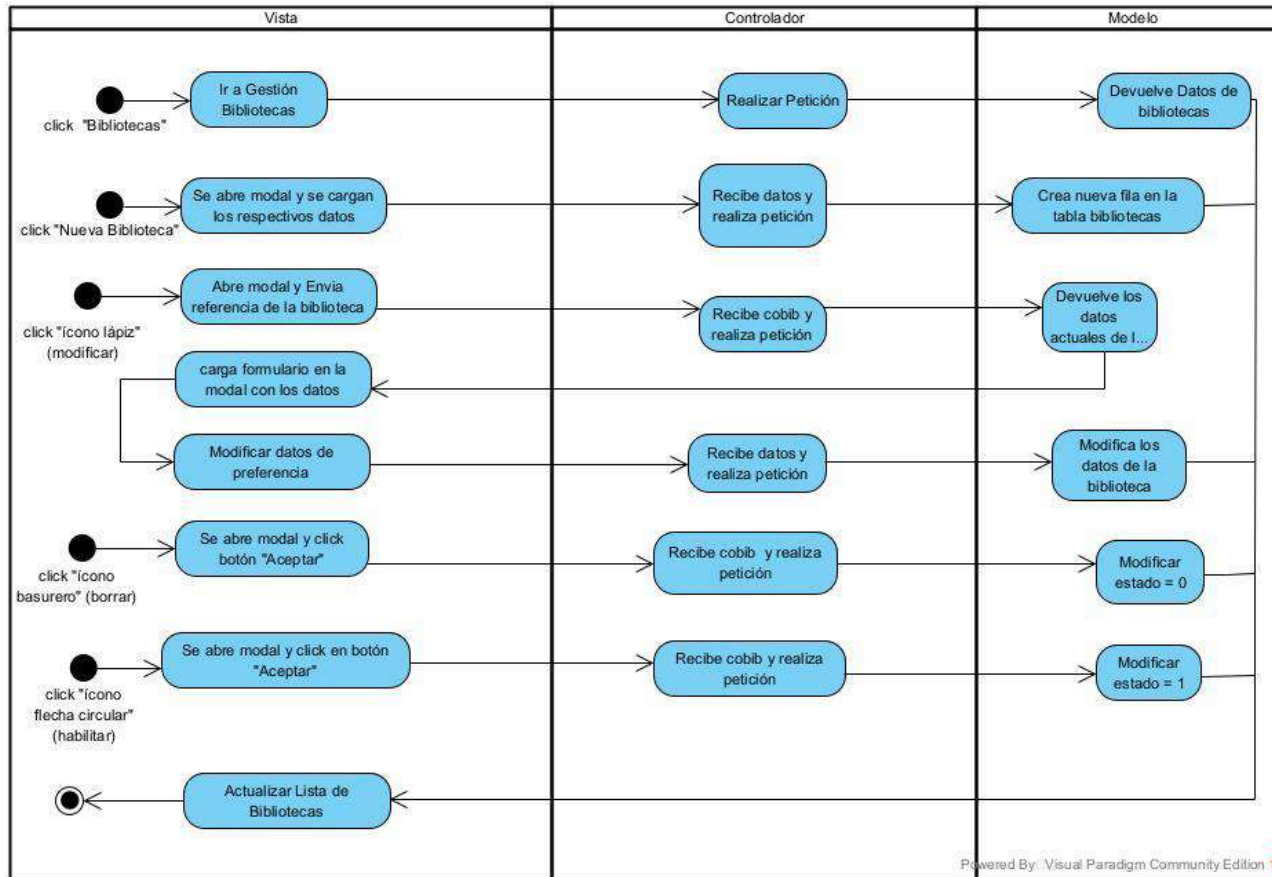 Vista
Controlador
Modelo
click "Bibliotecas"
Ir a Gestión
Bibliotecas
Realizar Petición
Devuelve Datos de
bibliotecas
click "Nueva Biblioteca"
Se abre modal y se cargan
los respectivos datos
Recibe datos y
realiza petición
Crea nueva fila en la
tabla bibliotecas
click "ícono lápiz"
(modificar)
Abre modal y Envia
referencia de la biblioteca
Recibe cobib y
realiza petición
Devuelve los
datos
actuales de l...
carga formulario en la
modal con los datos
Modificar datos de
preferencia
Recibe datos y
realiza petición
Modifica los
datos de la
biblioteca
click "ícono
basurero" (borrar)
Se abre modal y click
botón "Aceptar"
Recibe cobib y realiza
petición
Modificar
estado = 0
click "ícono
flecha circular"
(habilitar)
Se abre modal y click en botón
"Aceptar"
Recibe cobib y realiza
petición
Modificar
estado = 1
Actualizar Lista de
Bibliotecas
Powered By Visual Paradigm Community Edition